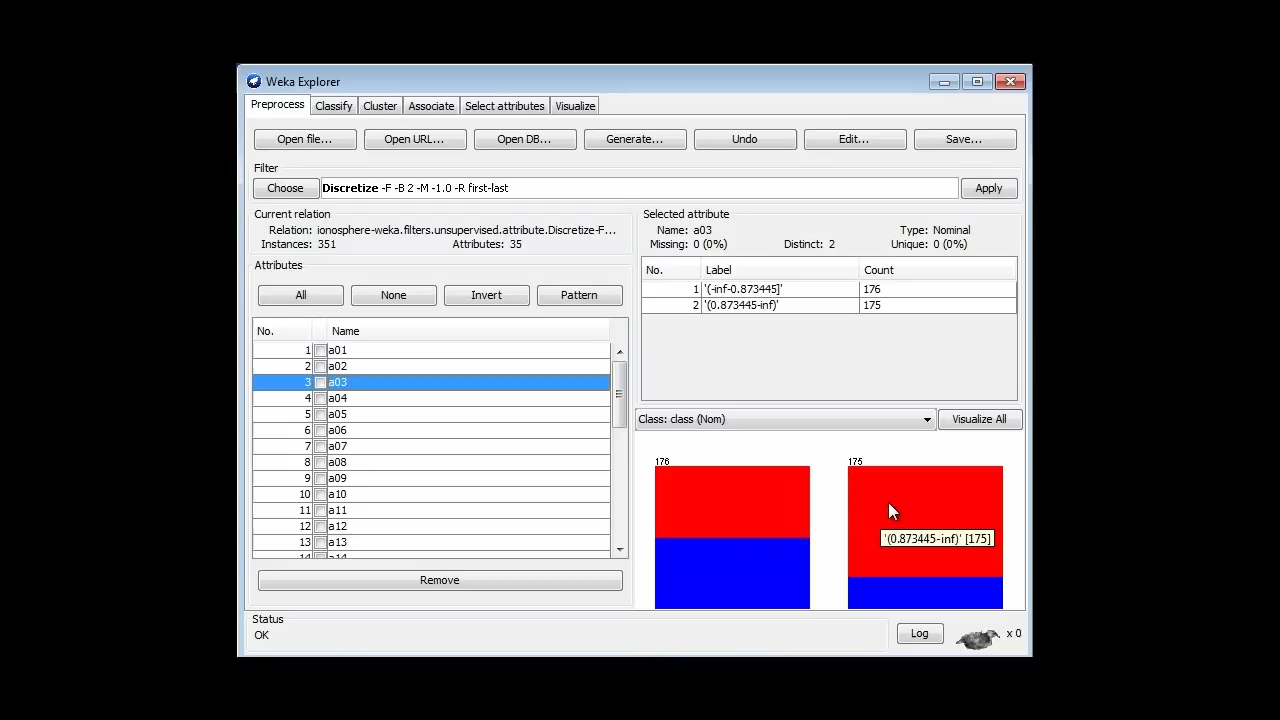 Weka Explorer
Preprocess Classify Cluster Associate Select attributes Visualize
Open file... Open URL... Open DB... Generate... Undo Edit... Save...
Filter
Choose Discretize -F -B 2 -M -1.0 -R first-last Apply
Current relation
Relation: ionosphere-weka.filters.unsupervised.attribute.Discretize-F...
Instances: 351 Attributes: 35
Attributes
All None Invert Pattern
No. Name
1 a01
2 a02
3 a03
4 a04
5 a05
6 a06
7 a07
8 a08
9 a09
10 a10
11 a11
12 a12
13 a13
14 a14
Remove
Selected attribute
Name: a03 Type: Nominal
Missing: 0 (0%) Distinct: 2 Unique: 0 (0%)
No. Label Count
1 '(-inf-0.873445]' 176
2 '(0.873445-inf)' 175
Class: class (Nom) Visualize All
176 175
'(0.873445-inf)' [175]
Status
OK
Log x 0